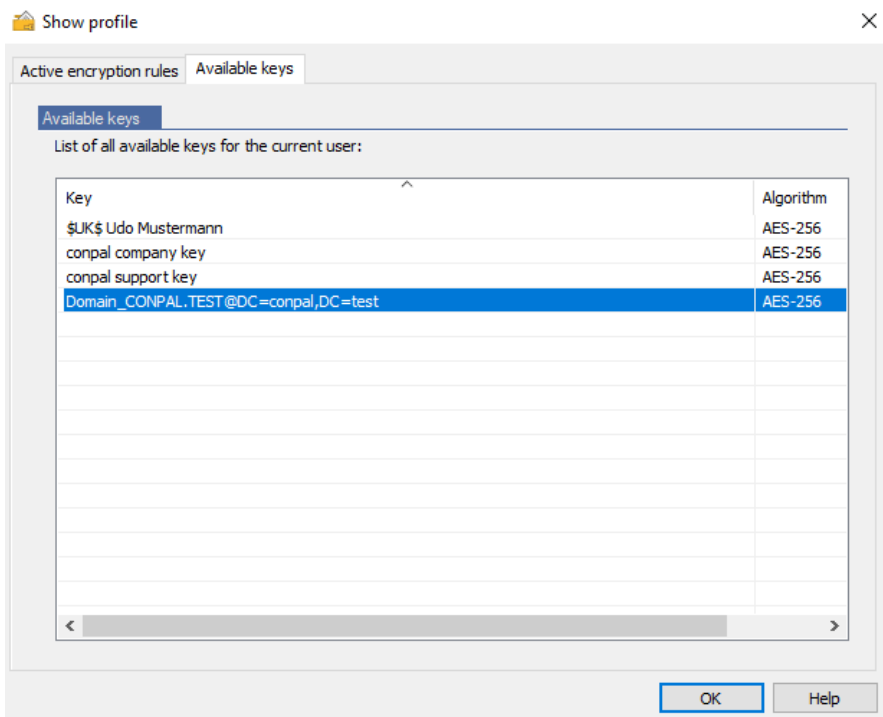 Show profile
Active encryption rules Available keys
Available keys
List of all available keys for the current user:
Key Algorithm
$UK$ Udo Mustermann AES-256
conpal company key AES-256
conpal support key AES-256
Domain_CONPAL.TEST@DC=conpal,DC=test AES-256
OK Help